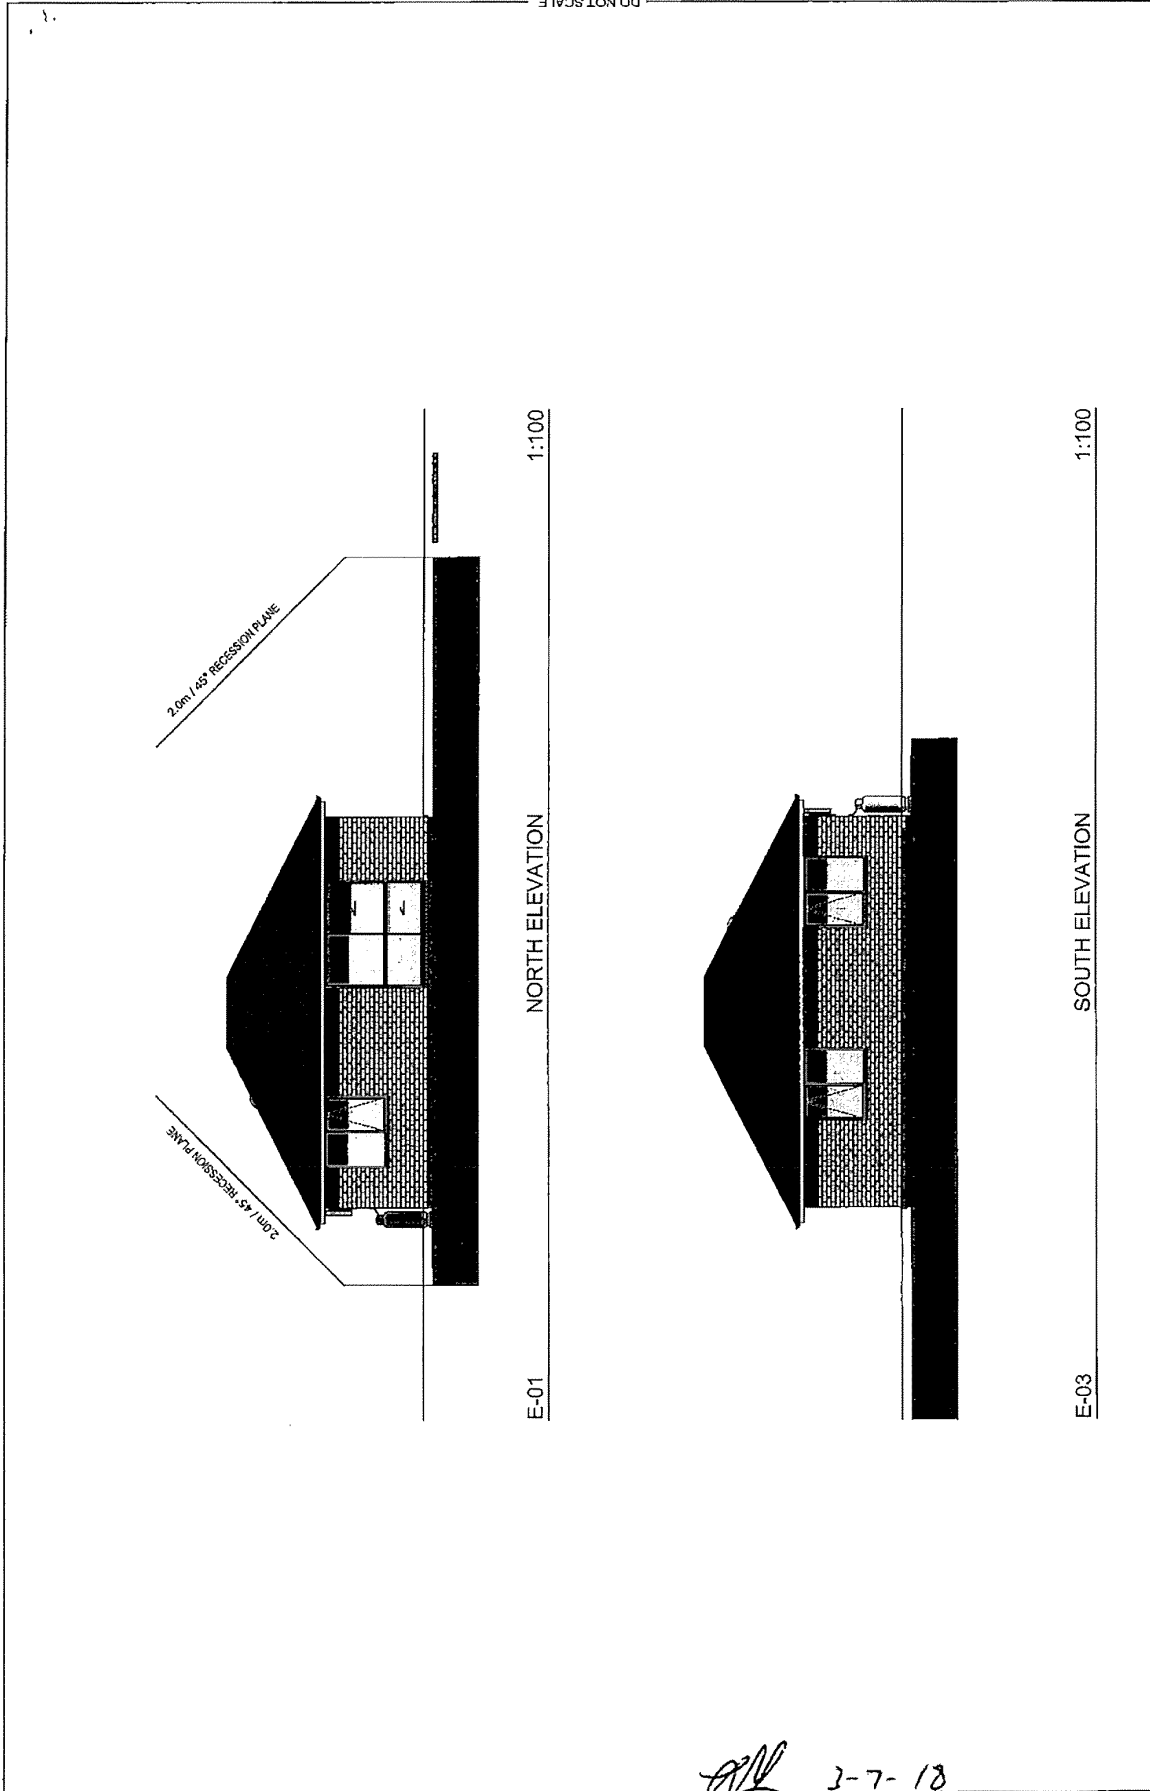 DO NOT SCALE
2.0m / 45° RECESSION PLANE
2.0m / 45° RECESSION PLANE
E-01 NORTH ELEVATION 1:100
E-03 SOUTH ELEVATION 1:100
3-7-18